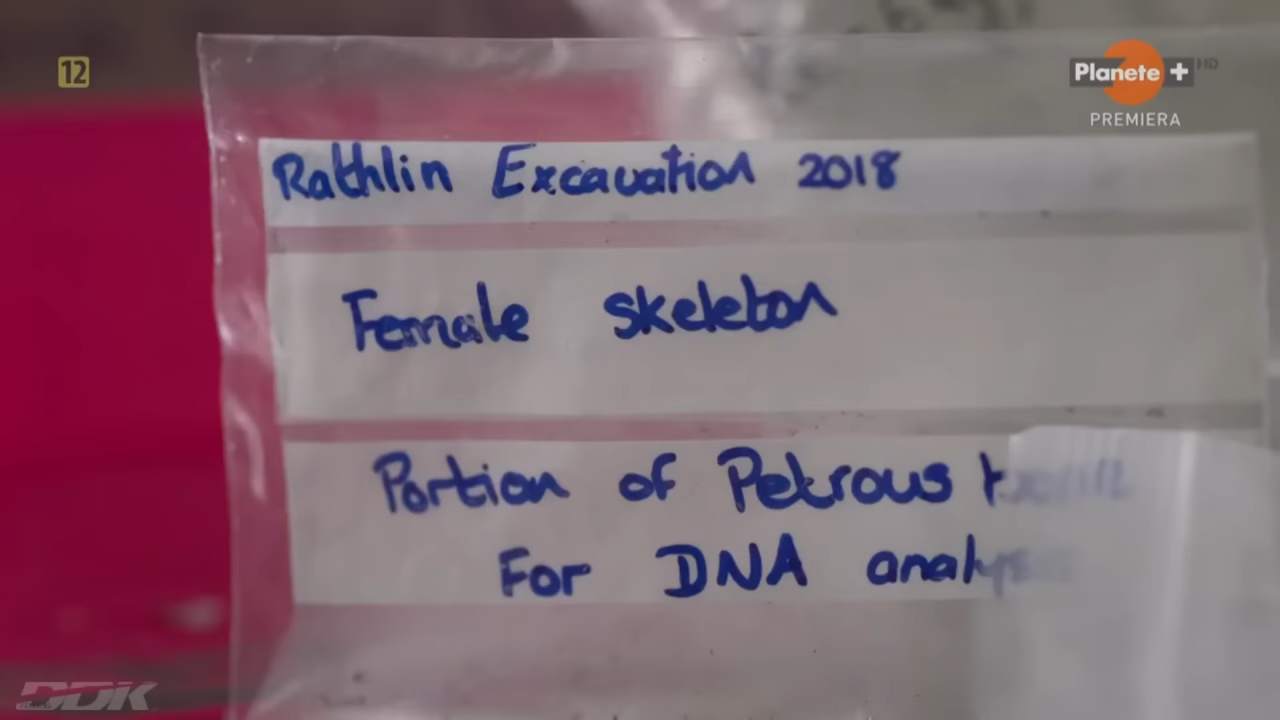 12
Planete + HD
PREMIERA
Rathlin Excavation 2018
Female skeleton
Portion of Petrous
For DNA
DDK